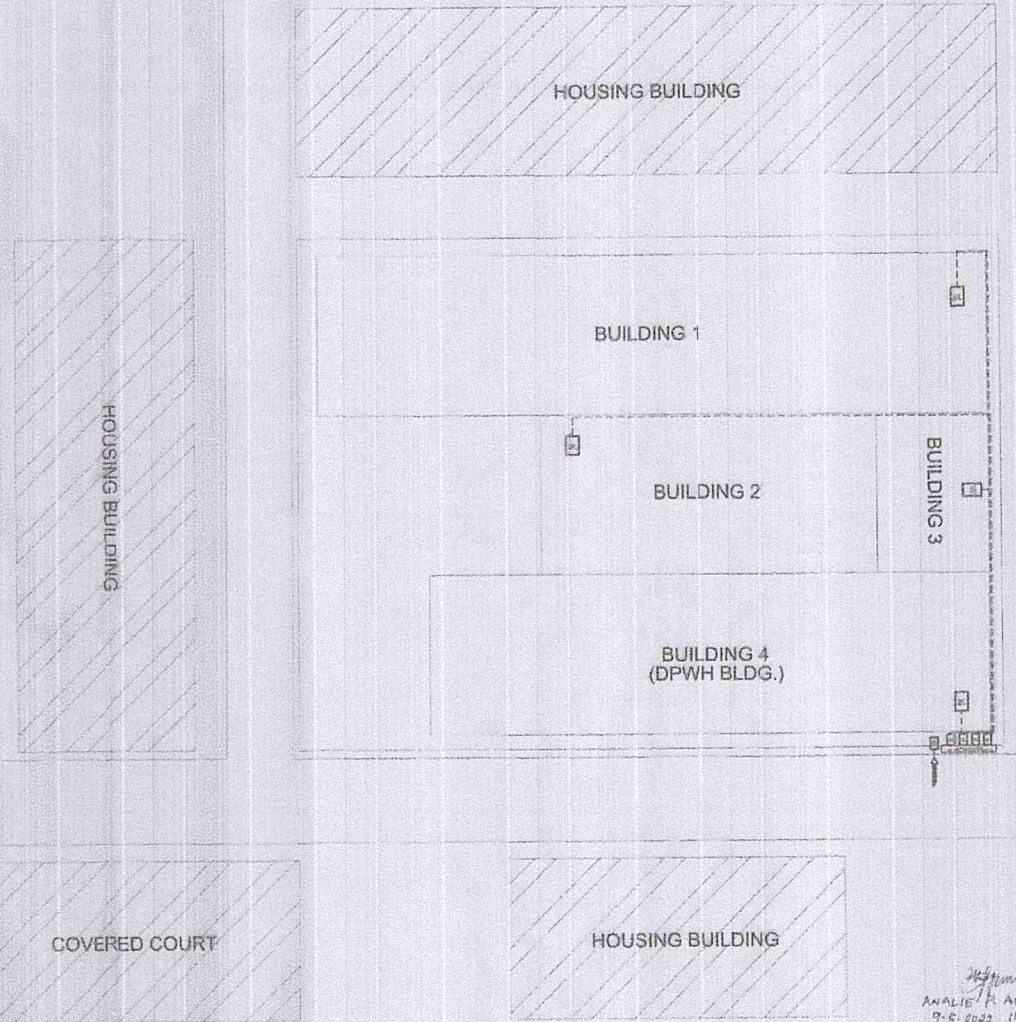 HOUSING BUILDING
BUILDING 1
HOUSING BUILDING
BUILDING 2
BUILDING 3
BUILDING 4
(DPWH BLDG.)
COVERED COURT
HOUSING BUILDING
ANALIE P.